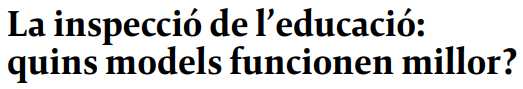 La inspecció de l’educació:
quins models funcionen millor?